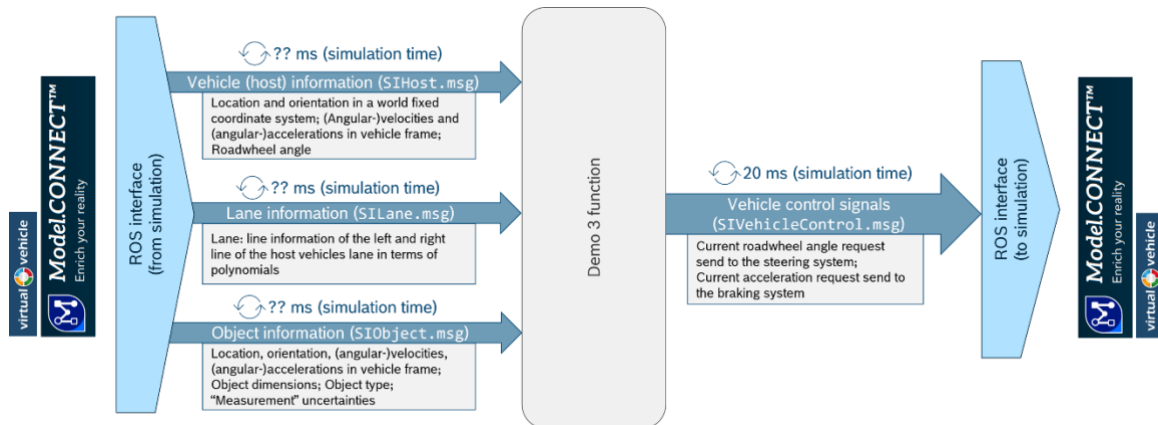 virtual vehicle
Model.CONNECT™
Enrich your reality
ROS interface
(from simulation)
?? ms (simulation time)
Vehicle (host) information (SIHost.msg)
Location and orientation in a world fixed
coordinate system; (Angular-)velocities and
(angular-)accelerations in vehicle frame;
Roadwheel angle
?? ms (simulation time)
Lane information (SILane.msg)
Lane: line information of the left and right
line of the host vehicles lane in terms of
polynomials
?? ms (simulation time)
Object information (SIObject.msg)
Location, orientation, (angular-)velocities,
(angular-)accelerations in vehicle frame;
Object dimensions; Object type;
“Measurement” uncertainties
Demo 3 function
20 ms (simulation time)
Vehicle control signals
(SIVehicleControl.msg)
Current roadwheel angle request
send to the steering system;
Current acceleration request send to
the braking system
ROS interface
(to simulation)
Model.CONNECT™
Enrich your reality
virtual vehicle